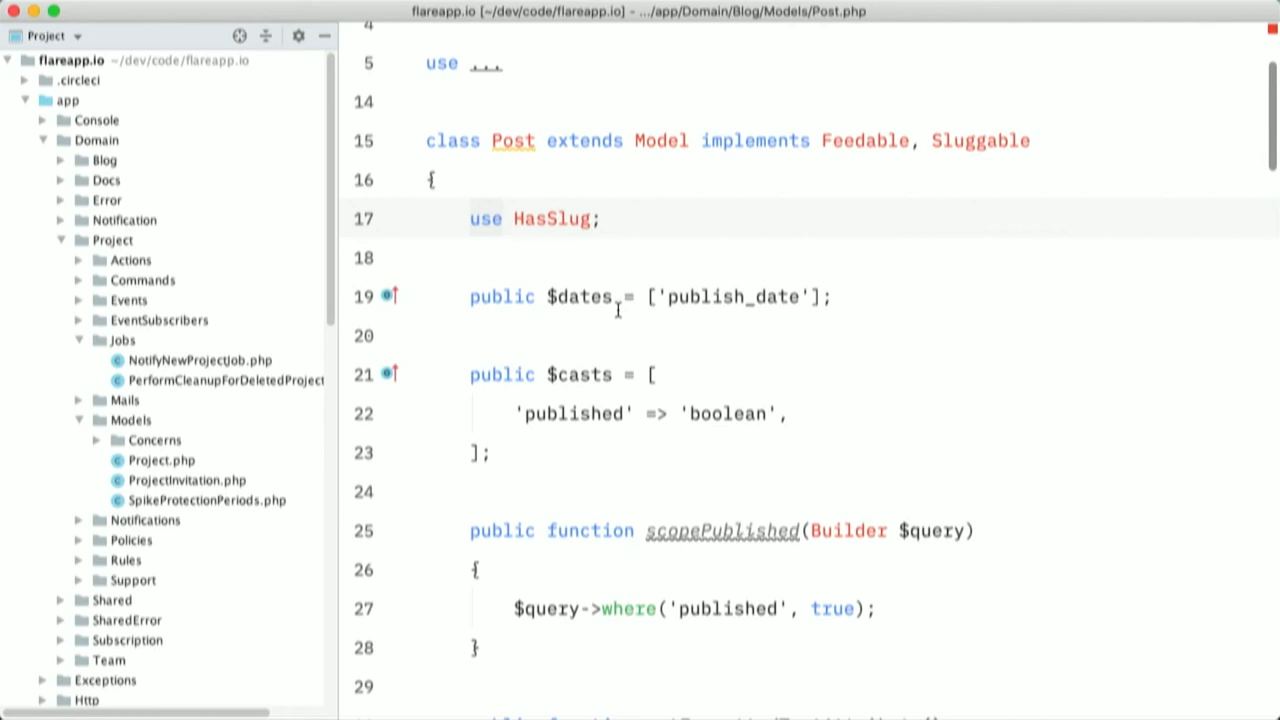 flareapp.io [~/dev/code/flareapp.io] - .../app/Domain/Blog/Models/Post.php
Project
flareapp.io ~/dev/code/flareapp.io
.circleci
app
Console
Domain
Blog
Docs
Error
Notification
Project
Actions
Commands
Events
EventSubscribers
Jobs
NotifyNewProjectJob.php
PerformCleanupForDeletedProject
Mails
Models
Concerns
Project.php
ProjectInvitation.php
SpikeProtectionPeriods.php
Notifications
Policies
Rules
Support
Shared
SharedError
Subscription
Team
Exceptions
Http
4
5 use ...
14
15 class Post extends Model implements Feedable, Sluggable
16 {
17 use HasSlug;
18
19 public $dates = ['publish_date'];
20
21 public $casts = [
22 'published' => 'boolean',
23 ];
24
25 public function scopePublished(Builder $query)
26 {
27 $query->where('published', true);
28 }
29